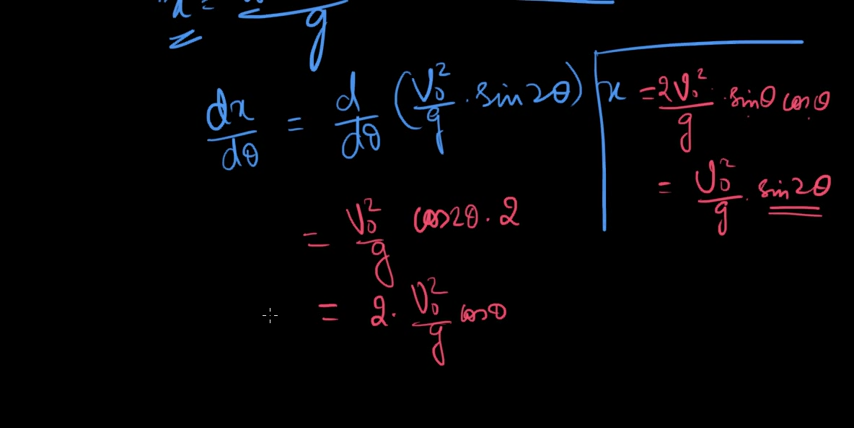 x =
g
dx/dθ = d/dθ (V₀²/g · sin2θ)
= V₀²/g cos2θ · 2
= 2 · V₀²/g cosθ
x = 2V₀²/g · sinθ cosθ
= V₀²/g · sin2θ